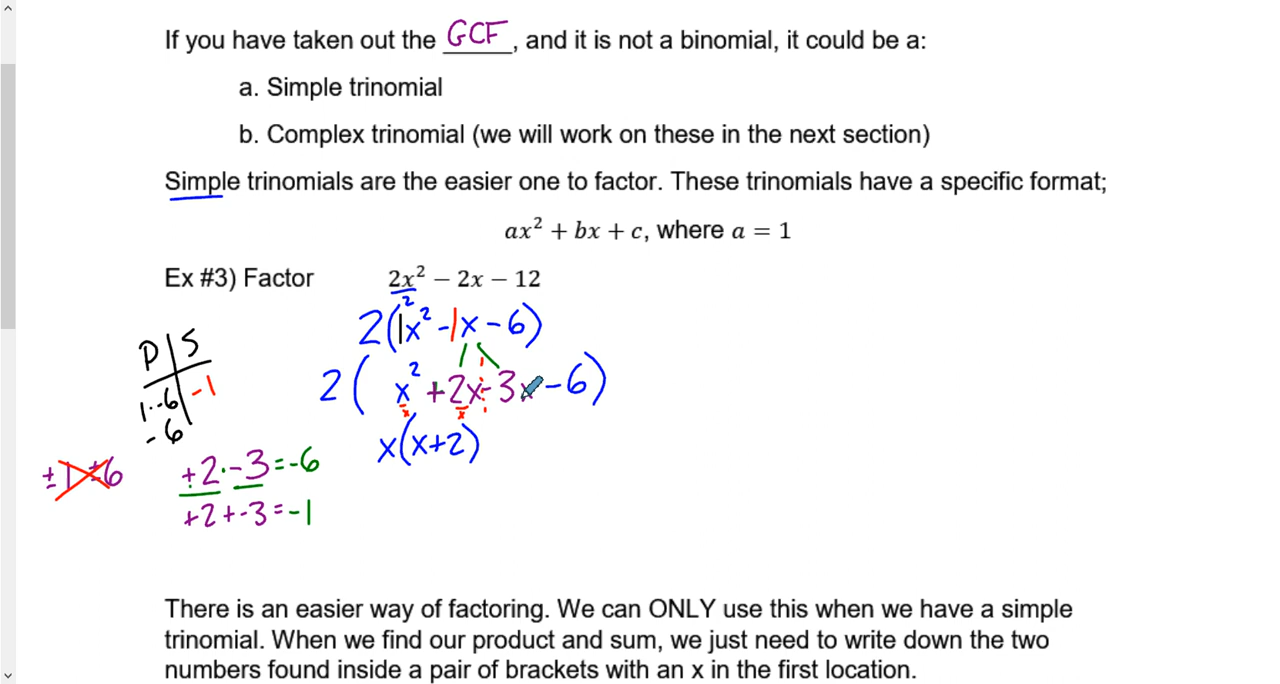 If you have taken out the GCF, and it is not a binomial, it could be a:
a. Simple trinomial
b. Complex trinomial (we will work on these in the next section)
Simple trinomials are the easier one to factor. These trinomials have a specific format;
ax² + bx + c, where a = 1
Ex #3) Factor 2x² − 2x − 12
2(1x² -1x - 6)
P | S
1·-6 | -1
-6
2( x² +2x - 3x - 6)
x(x+2)
±1 ±6
+2·-3=-6
+2+-3=-1
There is an easier way of factoring. We can ONLY use this when we have a simple
trinomial. When we find our product and sum, we just need to write down the two
numbers found inside a pair of brackets with an x in the first location.